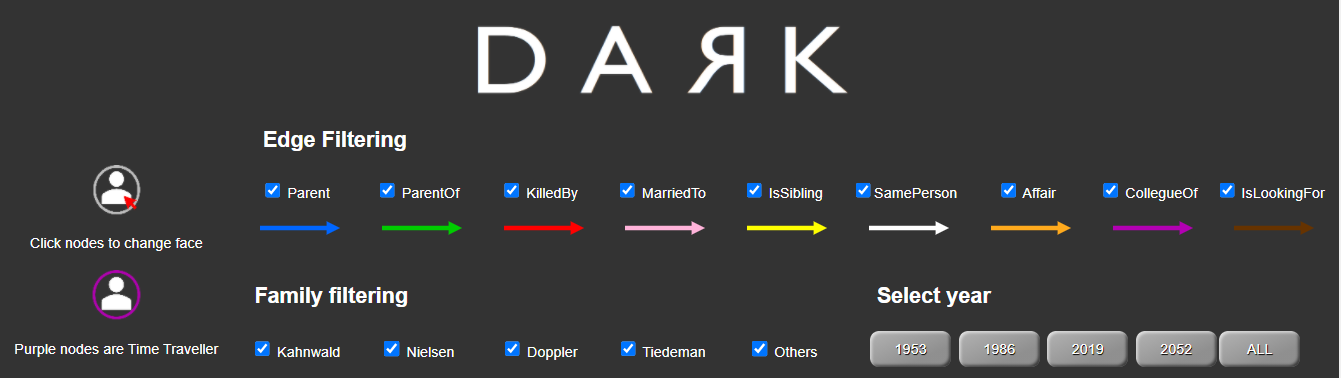 DAЯK
Edge Filtering
Parent ParentOf KilledBy MarriedTo IsSibling SamePerson Affair CollegueOf IsLookingFor
Click nodes to change face
Family filtering Select year
Purple nodes are Time Traveller
Kahnwald Nielsen Doppler Tiedeman Others
1953 1986 2019 2052 ALL